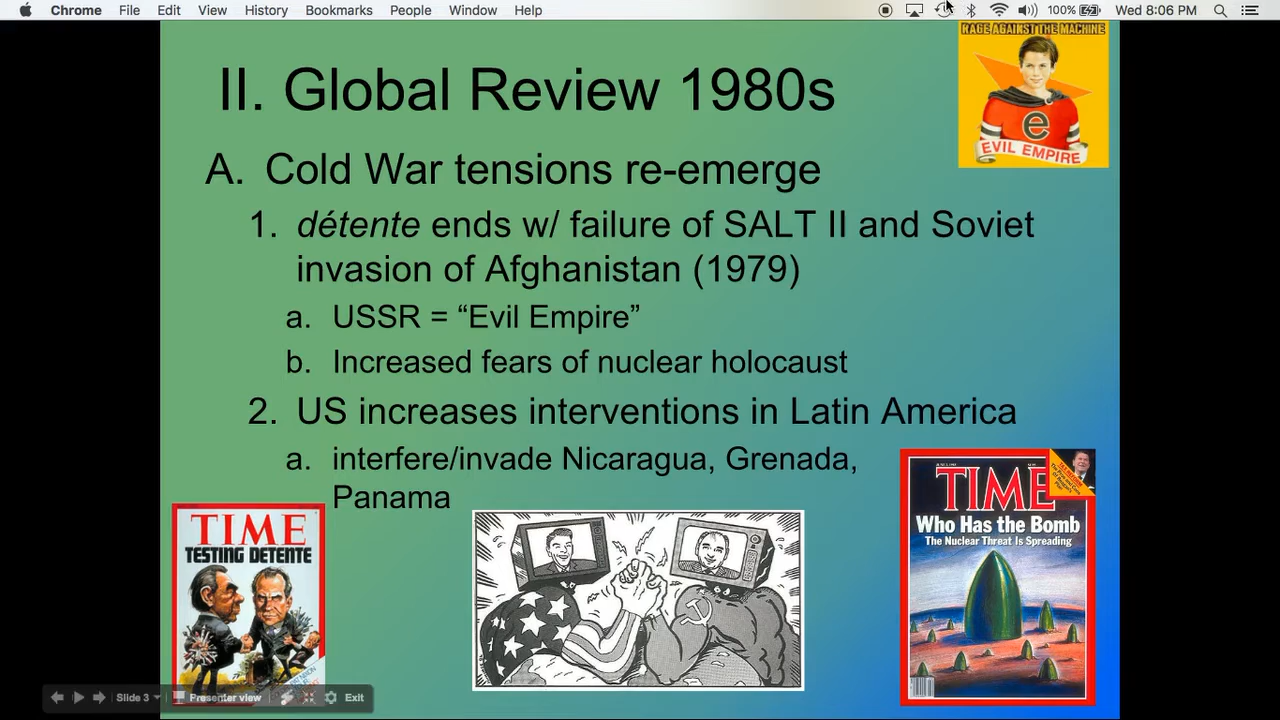 Chrome File Edit View History Bookmarks People Window Help 100% Wed 8:06 PM
RAGE AGAINST THE MACHINE
e
EVIL EMPIRE
II. Global Review 1980s
A. Cold War tensions re-emerge
1. détente ends w/ failure of SALT II and Soviet
invasion of Afghanistan (1979)
a. USSR = “Evil Empire”
b. Increased fears of nuclear holocaust
2. US increases interventions in Latin America
a. interfere/invade Nicaragua, Grenada,
Panama
TIME
TESTING DETENTE
TIME
Who Has the Bomb
The Nuclear Threat Is Spreading
Slide 3 Presenter view Exit